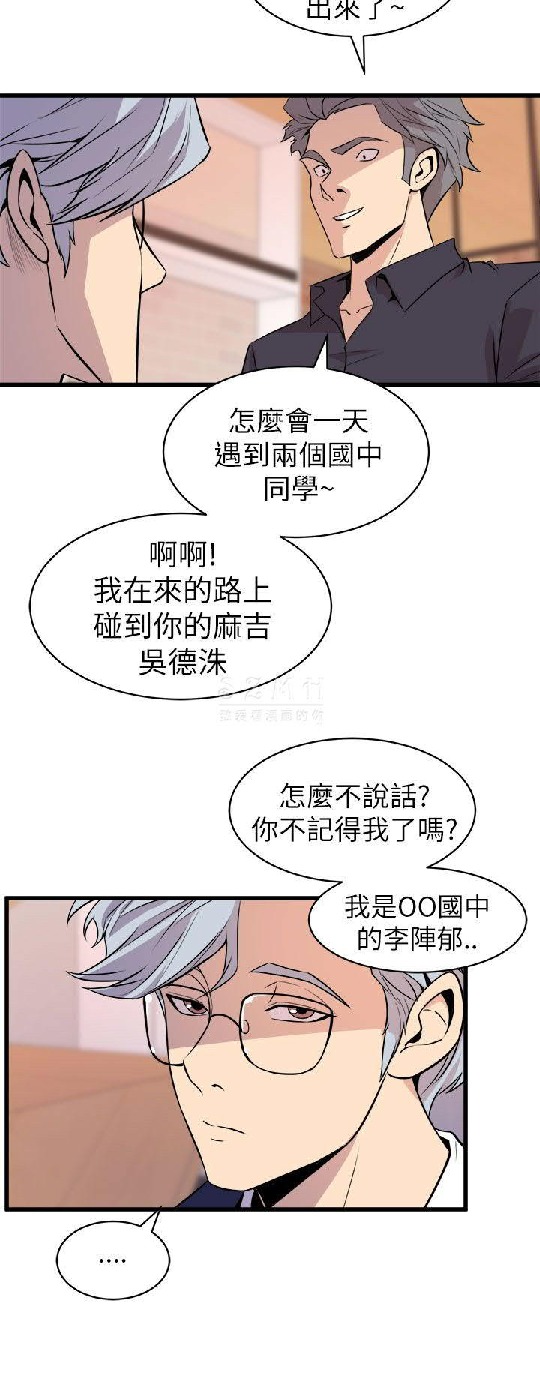 出來了~
怎麼會一天
遇到兩個國中
同學~
啊啊!
我在來的路上
碰到你的麻吉
吳德洙
怎麼不說話?
你不記得我了嗎?
我是OO國中
的李陣郁..
....